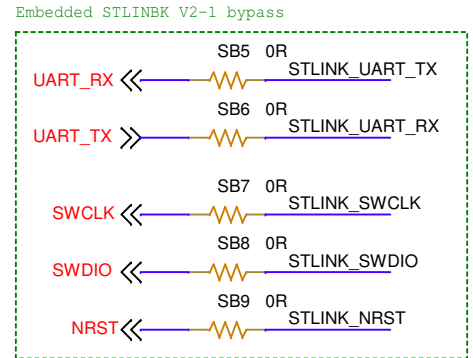 Embedded STLINBK V2-1 bypass
SB5 0R
UART_RX STLINK_UART_TX
SB6 0R
UART_TX STLINK_UART_RX
SB7 0R
SWCLK STLINK_SWCLK
SB8 0R
SWDIO STLINK_SWDIO
SB9 0R
NRST STLINK_NRST